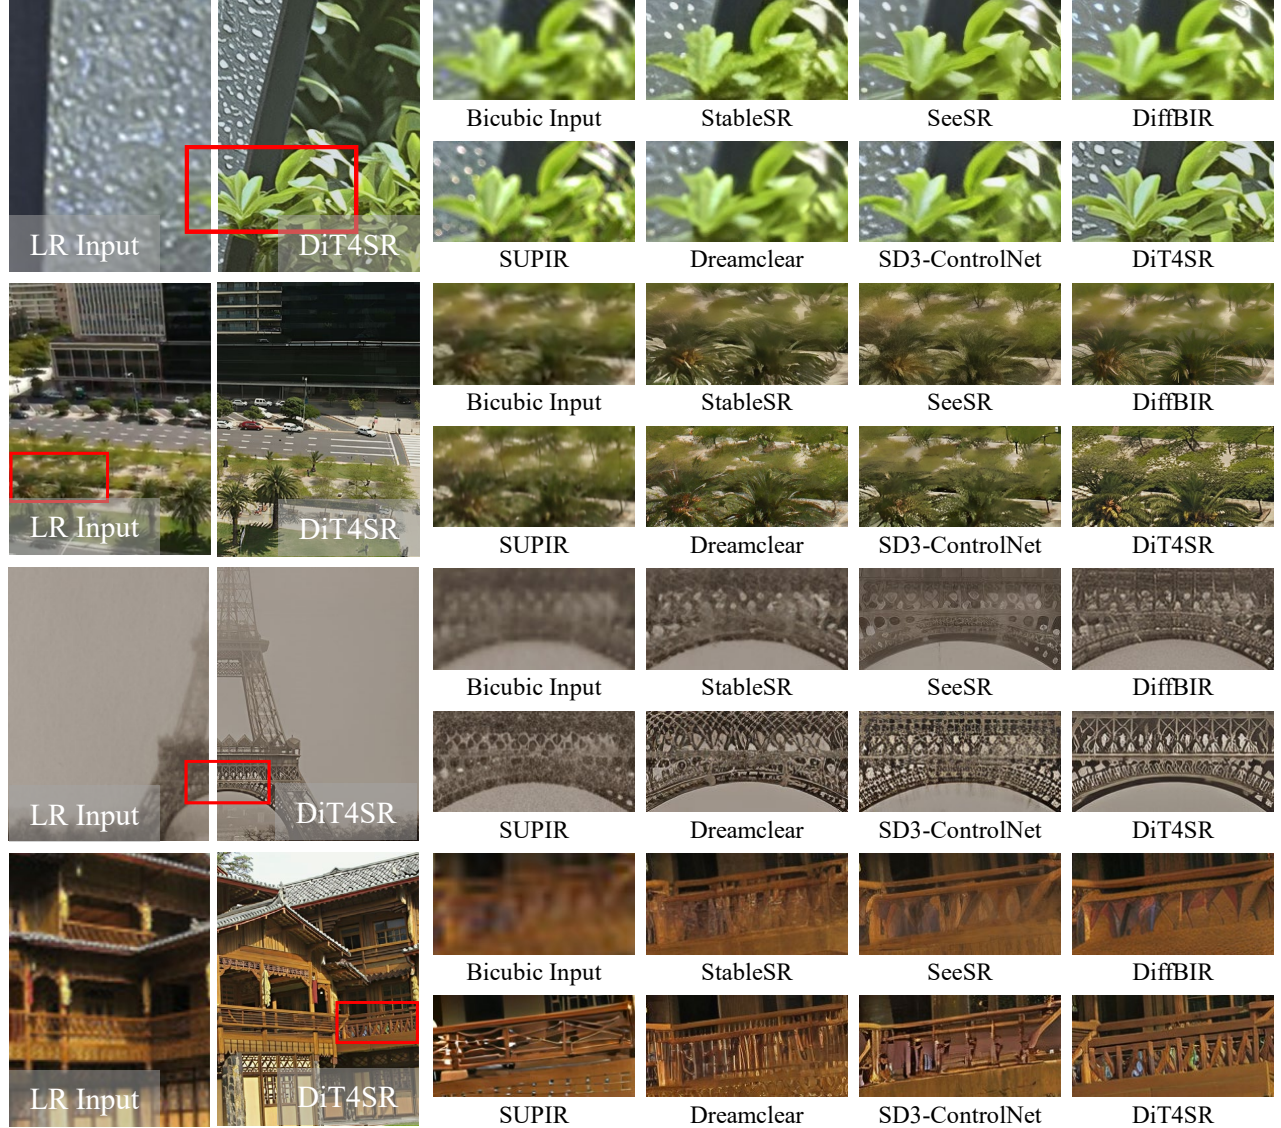 LR Input DiT4SR
Bicubic Input StableSR SeeSR DiffBIR
SUPIR Dreamclear SD3-ControlNet DiT4SR
LR Input DiT4SR
Bicubic Input StableSR SeeSR DiffBIR
SUPIR Dreamclear SD3-ControlNet DiT4SR
LR Input DiT4SR
Bicubic Input StableSR SeeSR DiffBIR
SUPIR Dreamclear SD3-ControlNet DiT4SR
LR Input DiT4SR
Bicubic Input StableSR SeeSR DiffBIR
SUPIR Dreamclear SD3-ControlNet DiT4SR